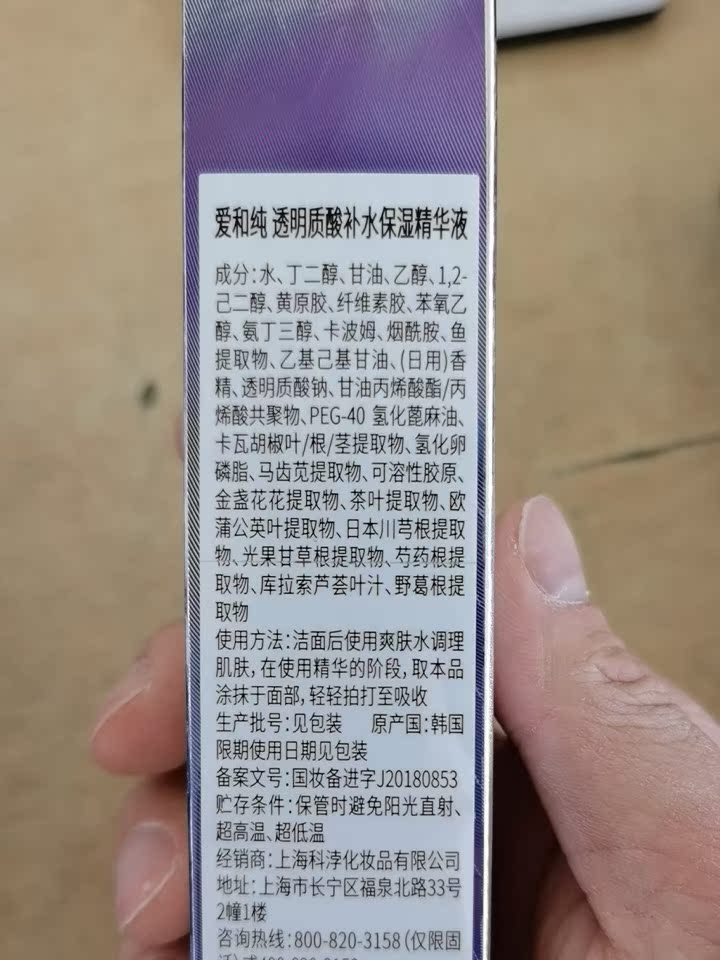 爱和纯 透明质酸补水保湿精华液
成分:水、丁二醇、甘油、乙醇、1,2-
己二醇、黄原胶、纤维素胶、苯氧乙
醇、氨丁三醇、卡波姆、烟酰胺、鱼
提取物、乙基己基甘油、(日用)香
精、透明质酸钠、甘油丙烯酸酯/丙
烯酸共聚物、PEG-40 氢化蓖麻油、
卡瓦胡椒叶/根/茎提取物、氢化卵
磷脂、马齿苋提取物、可溶性胶原、
金盏花花提取物、茶叶提取物、欧
蒲公英叶提取物、日本川芎根提取
物、光果甘草根提取物、芍药根提
取物、库拉索芦荟叶汁、野葛根提
取物
使用方法:洁面后使用爽肤水调理
肌肤,在使用精华的阶段,取本品
涂抹于面部,轻轻拍打至吸收
生产批号:见包装 原产国:韩国
限期使用日期见包装
备案文号:国妆备进字J20180853
贮存条件:保管时避免阳光直射、
超高温、超低温
经销商:上海科浡化妆品有限公司
地址:上海市长宁区福泉北路33号
2幢1楼
咨询热线:800-820-3158(仅限固